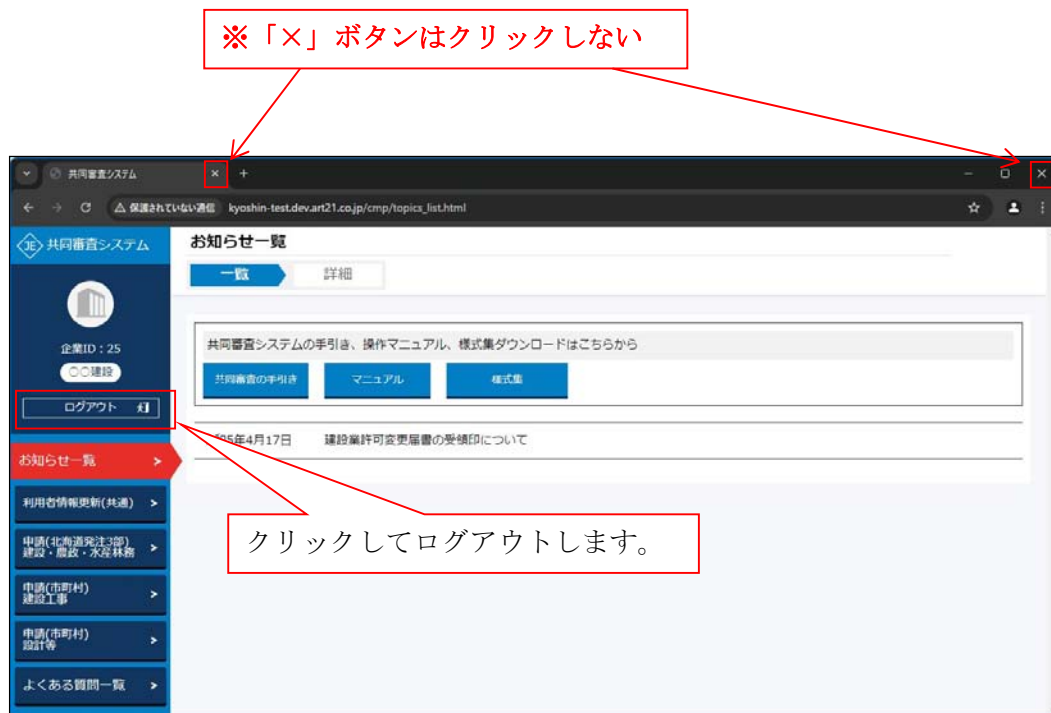 ※「×」ボタンはクリックしない
共同審査システム
保護されていない通信 kyoshin-test.dev.art21.co.jp/cmp/topics_list.html
JE 共同審査システム
お知らせ一覧
一覧
詳細
企業ID：25
〇〇建設
ログアウト
共同審査システムの手引き、操作マニュアル、様式集ダウンロードはこちらから
共同審査の手引き
マニュアル
様式集
5年4月17日 建設業許可変更届書の受領印について
お知らせ一覧
利用者情報更新(共通)
申請(北海道発注3部)
建設・農政・水産林務
申請(市町村)
建設工事
申請(市町村)
設計等
よくある質問一覧
クリックしてログアウトします。